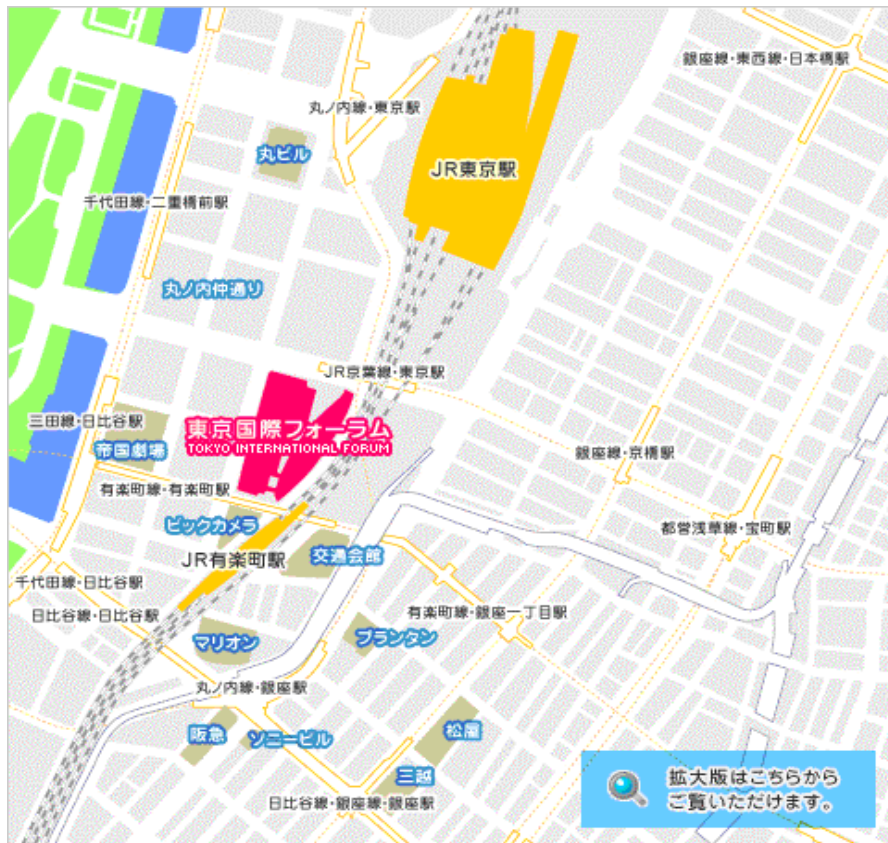 銀座線・東西線・日本橋駅
丸ノ内線・東京駅
丸ビル
JR東京駅
千代田線・二重橋前駅
丸ノ内仲通り
JR京葉線・東京駅
三田線・日比谷駅
東京国際フォーラム
TOKYO INTERNATIONAL FORUM
帝国劇場
銀座線・京橋駅
有楽町線・有楽町駅
ビックカメラ
都営浅草線・宝町駅
JR有楽町駅
交通会館
千代田線・日比谷駅
日比谷線・日比谷駅
有楽町線・銀座一丁目駅
マリオン
プランタン
丸ノ内線・銀座駅
阪急
ソニービル
松屋
三越
日比谷線・銀座線・銀座駅
拡大版はこちらから
ご覧いただけます。